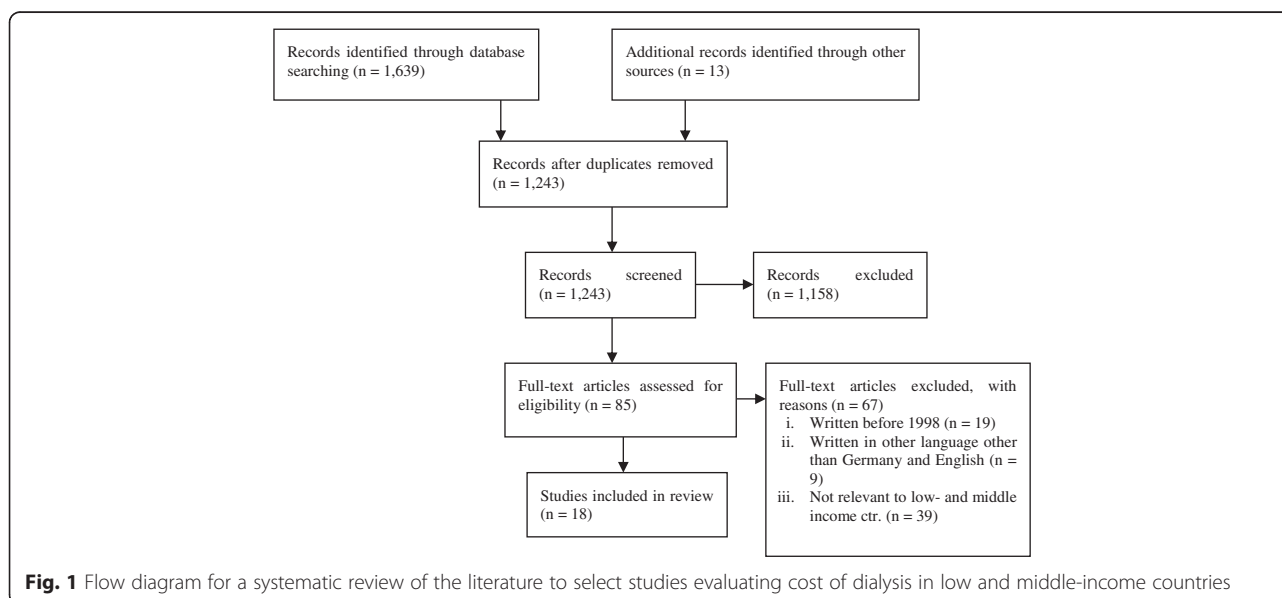 Records identified through database
searching (n = 1,639)
Additional records identified through other
sources (n = 13)
Records after duplicates removed
(n = 1,243)
Records screened
(n = 1,243)
Records excluded
(n = 1,158)
Full-text articles assessed for
eligibility (n = 85)
Full-text articles excluded, with
reasons (n = 67)
i. Written before 1998 (n = 19)
ii. Written in other language other
than Germany and English (n =
9)
iii. Not relevant to low- and middle
income ctr. (n = 39)
Studies included in review
(n = 18)
Fig. 1 Flow diagram for a systematic review of the literature to select studies evaluating cost of dialysis in low and middle-income countries